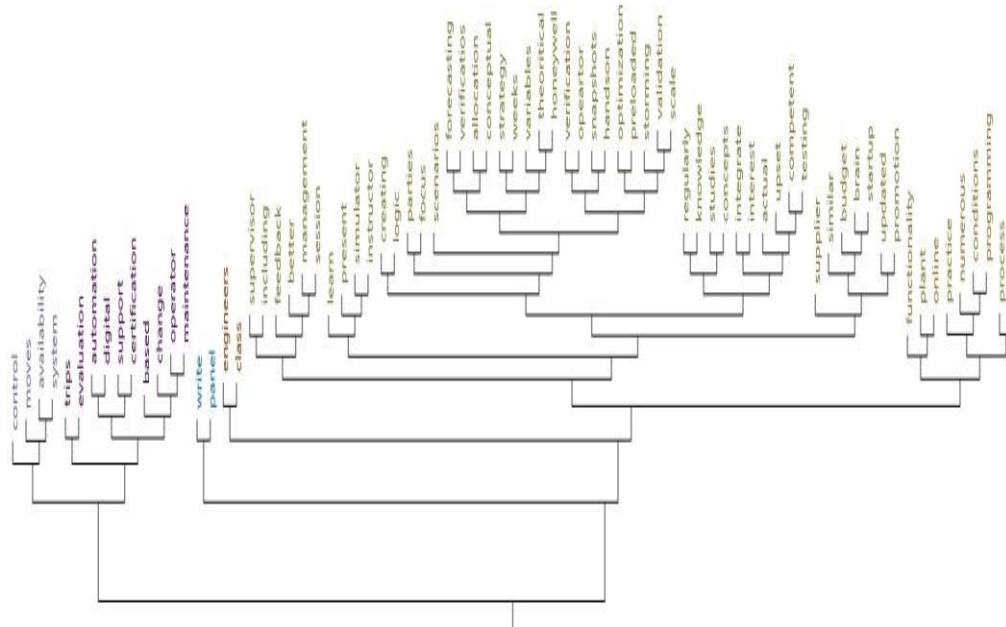 control
moves
availability
system
trips
evaluation
automation
digital
support
certification
based
change
operator
maintenance
write
panel
engineers
class
supervisor
including
feedback
better
management
session
learn
present
simulator
instructor
creating
logic
parties
focus
scenarios
forecasting
verificatios
allocation
conceptual
strategy
weeks
variables
theoritical
honeywell
verification
opeartor
snapshots
handson
optimization
preloaded
storming
validation
scale
regularly
knowledge
studies
concepts
integrate
interest
actual
upset
competent
testing
supplier
similar
budget
brain
startup
updated
promotion
functionality
plant
online
practice
numerous
conditions
programming
process